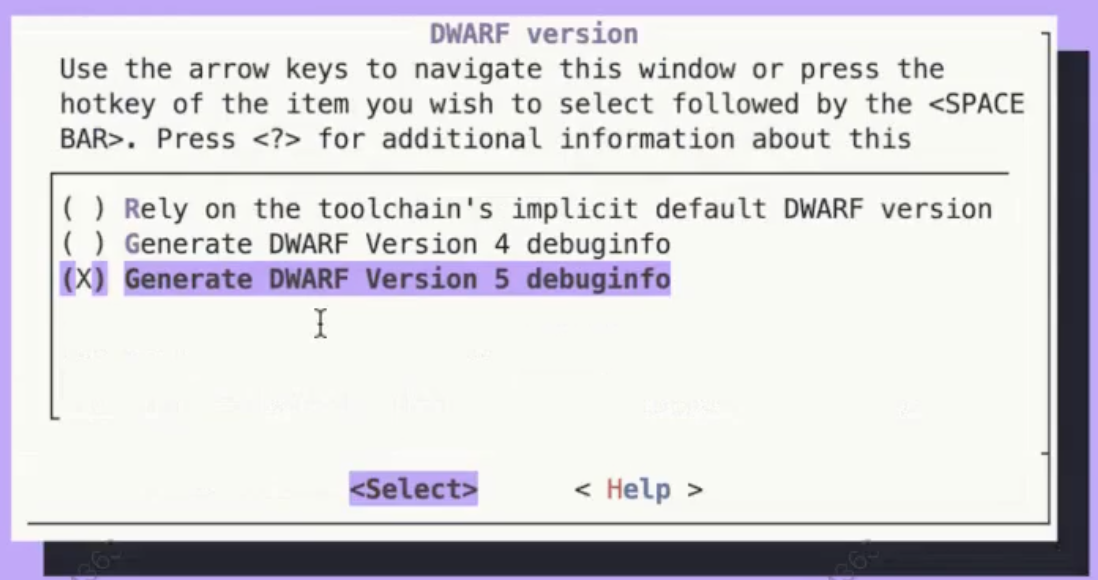 DWARF version
Use the arrow keys to navigate this window or press the
hotkey of the item you wish to select followed by the <SPACE
BAR>. Press <?> for additional information about this
( ) Rely on the toolchain's implicit default DWARF version
( ) Generate DWARF Version 4 debuginfo
(X) Generate DWARF Version 5 debuginfo
<Select> < Help >